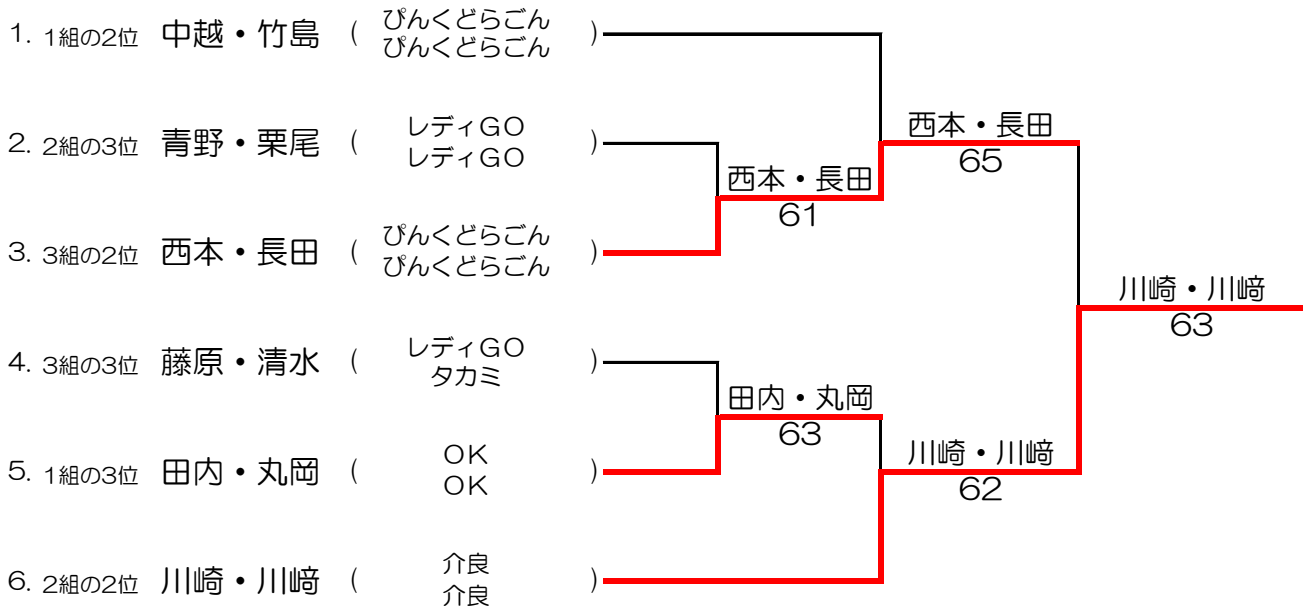 1. 1組の2位 中越・竹島 ( ぴんくどらごん
ぴんくどらごん )
2. 2組の3位 青野・栗尾 ( レディGO
レディGO )
3. 3組の2位 西本・長田 ( ぴんくどらごん
ぴんくどらごん )
4. 3組の3位 藤原・清水 ( レディGO
タカミ )
5. 1組の3位 田内・丸岡 ( OK
OK )
6. 2組の2位 川崎・川﨑 ( 介良
介良 )
西本・長田
61
田内・丸岡
63
西本・長田
65
川崎・川﨑
62
川崎・川﨑
63